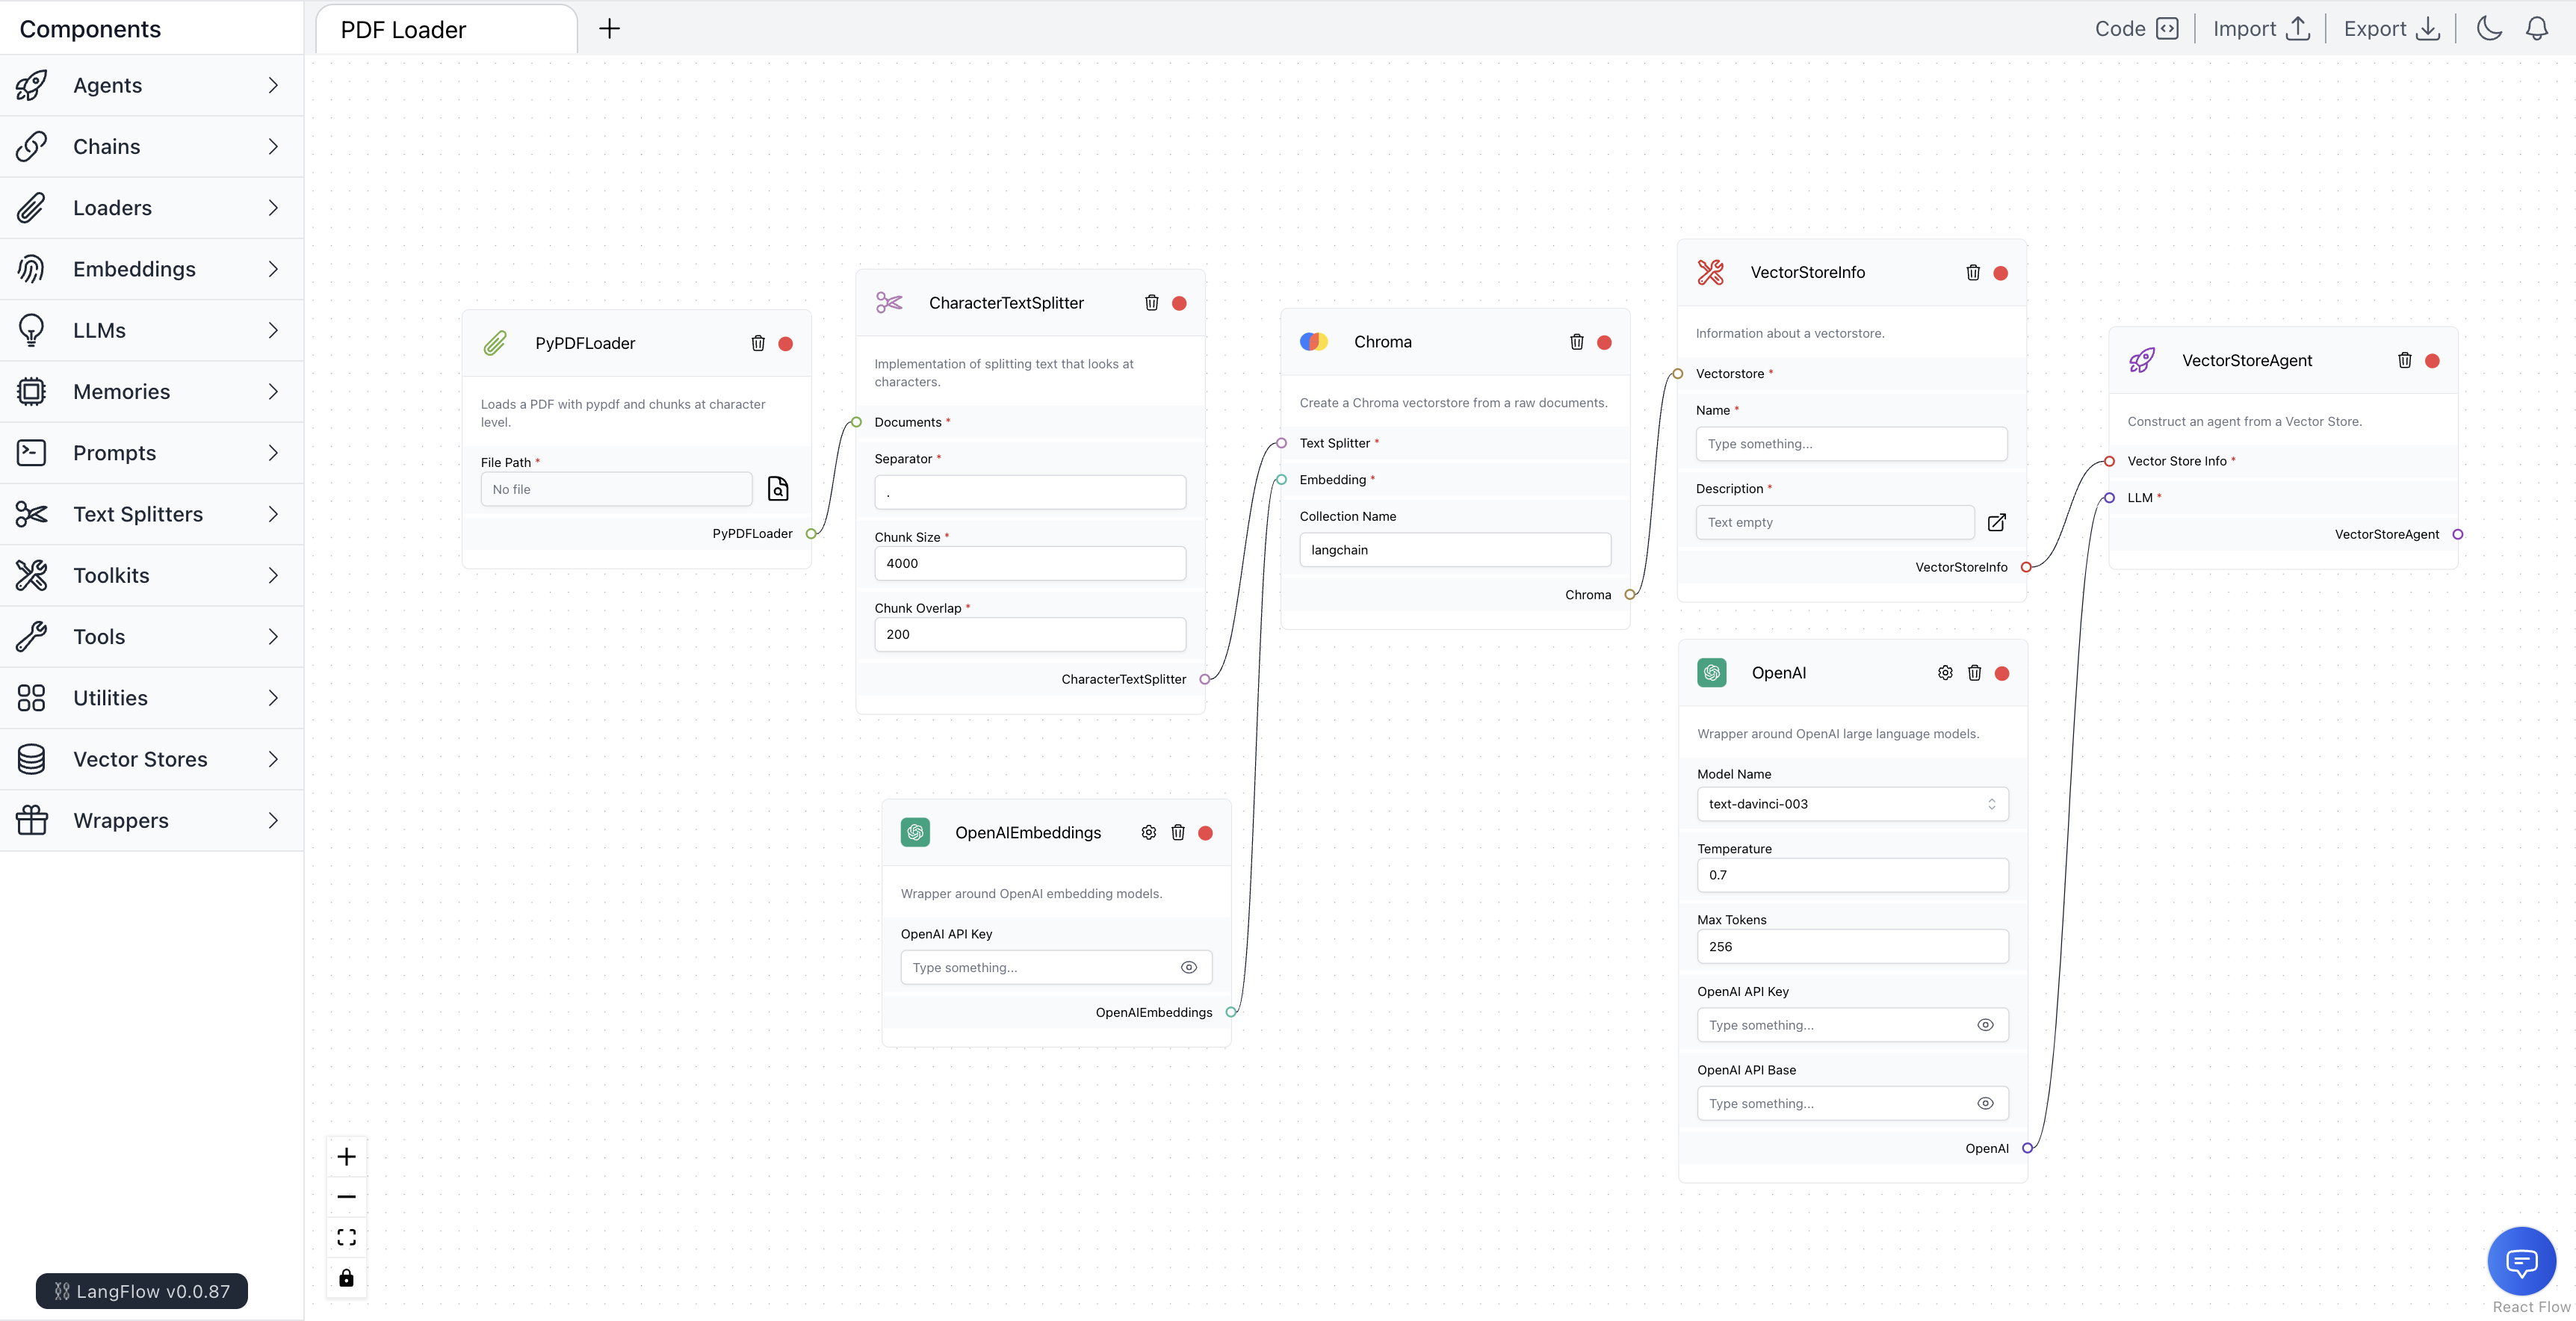 Components
PDF Loader
Code
Import
Export
Agents
Chains
Loaders
Embeddings
LLMs
Memories
Prompts
Text Splitters
Toolkits
Tools
Utilities
Vector Stores
Wrappers
LangFlow v0.0.87
PyPDFLoader
Loads a PDF with pypdf and chunks at character
level.
File Path *
No file
PyPDFLoader
CharacterTextSplitter
Implementation of splitting text that looks at
characters.
Documents *
Separator *
.
Chunk Size *
4000
Chunk Overlap *
200
CharacterTextSplitter
OpenAIEmbeddings
Wrapper around OpenAI embedding models.
OpenAI API Key
Type something...
OpenAIEmbeddings
Chroma
Create a Chroma vectorstore from a raw documents.
Text Splitter *
Embedding *
Collection Name
langchain
Chroma
VectorStoreInfo
Information about a vectorstore.
Vectorstore *
Name *
Type something...
Description *
Text empty
VectorStoreInfo
OpenAI
Wrapper around OpenAI large language models.
Model Name
text-davinci-003
Temperature
0.7
Max Tokens
256
OpenAI API Key
Type something...
OpenAI API Base
Type something...
OpenAI
VectorStoreAgent
Construct an agent from a Vector Store.
Vector Store Info *
LLM *
VectorStoreAgent
React Flow